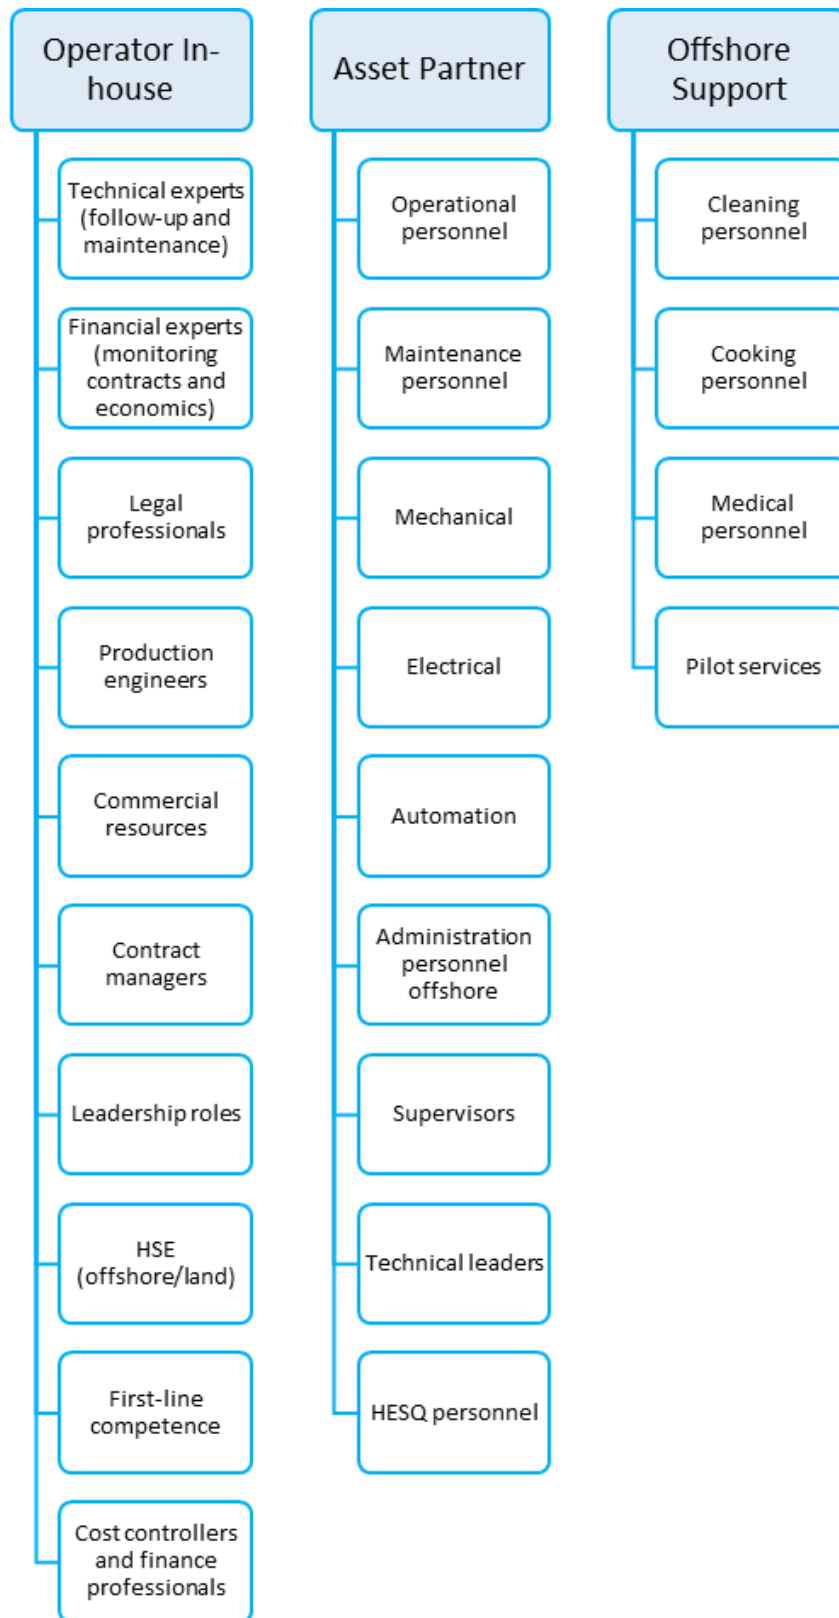 Operator In-
house
Technical experts
(follow-up and
maintenance)
Financial experts
(monitoring
contracts and
economics)
Legal
professionals
Production
engineers
Commercial
resources
Contract
managers
Leadership roles
HSE
(offshore/land)
First-line
competence
Cost controllers
and finance
professionals
Asset Partner
Operational
personnel
Maintenance
personnel
Mechanical
Electrical
Automation
Administration
personnel
offshore
Supervisors
Technical leaders
HESQ personnel
Offshore
Support
Cleaning
personnel
Cooking
personnel
Medical
personnel
Pilot services